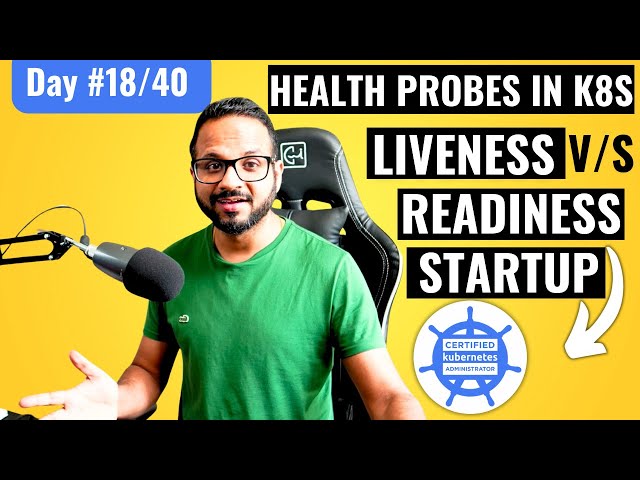 Day #18/40
HEALTH PROBES IN K8S
LIVENESS V/S
READINESS
STARTUP
CERTIFIED
kubernetes
ADMINISTRATOR